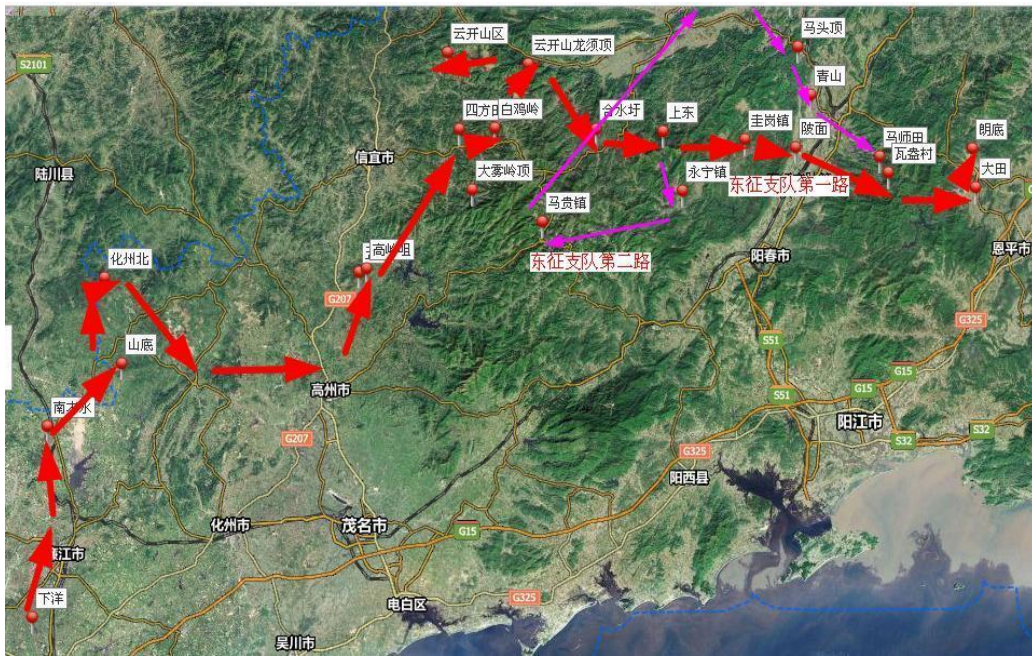 马头顶
云开山区
云开山龙须顶
S2101
青山
四方田
白鸡岭
合水圩
上东
圭岗镇
陂面
马师田
朗底
瓦盎村
信宜市
大雾岭顶
永宁镇
东征支队第一路
大田
陆川县
马贵镇
恩平市
东征支队第二路
阳春市
化州北
高岭咀
G207
G325
S51
山底
G15
高州市
G15
S51
阳江市
南木水
G207
S32
S32
G325
阳西县
化州市
茂名市
G15
廉江市
下洋
电白区
G325
吴川市